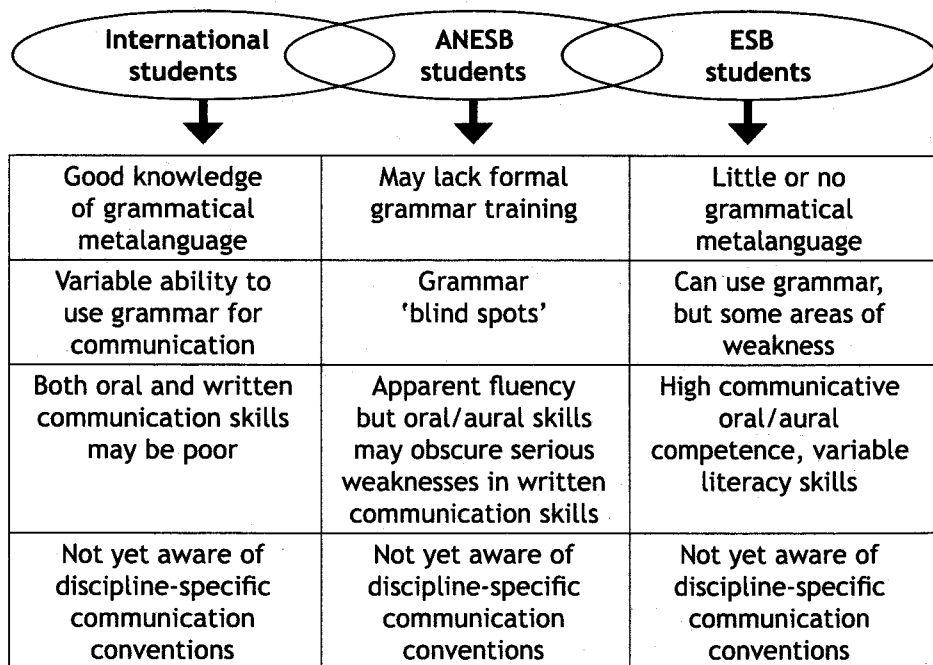 International
students
ANESB
students
ESB
students
Good knowledge
of grammatical
metalanguage
May lack formal
grammar training
Little or no
grammatical
metalanguage
Variable ability to
use grammar for
communication
Grammar
‘blind spots’
Can use grammar,
but some areas of
weakness
Both oral and written
communication skills
may be poor
Apparent fluency
but oral/aural skills
may obscure serious
weaknesses in written
communication skills
High communicative
oral/aural
competence, variable
literacy skills
Not yet aware of
discipline-specific
communication
conventions
Not yet aware of
discipline-specific
communication
conventions
Not yet aware of
discipline-specific
communication
conventions